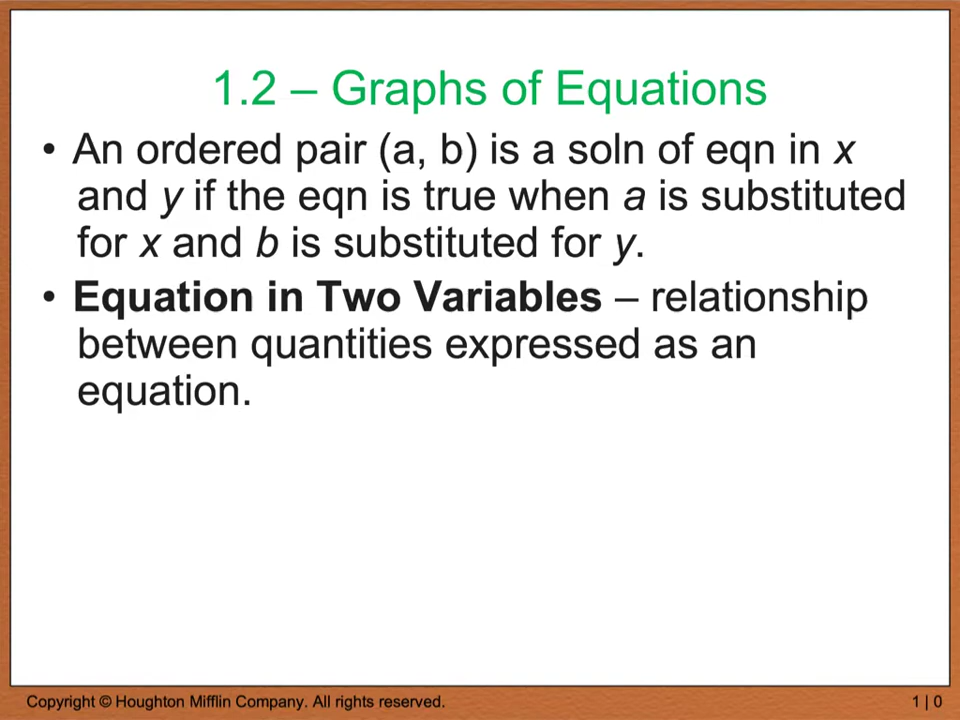 1.2 – Graphs of Equations
• An ordered pair (a, b) is a soln of eqn in x
and y if the eqn is true when a is substituted
for x and b is substituted for y.
• Equation in Two Variables – relationship
between quantities expressed as an
equation.
Copyright © Houghton Mifflin Company. All rights reserved.
1 | 0